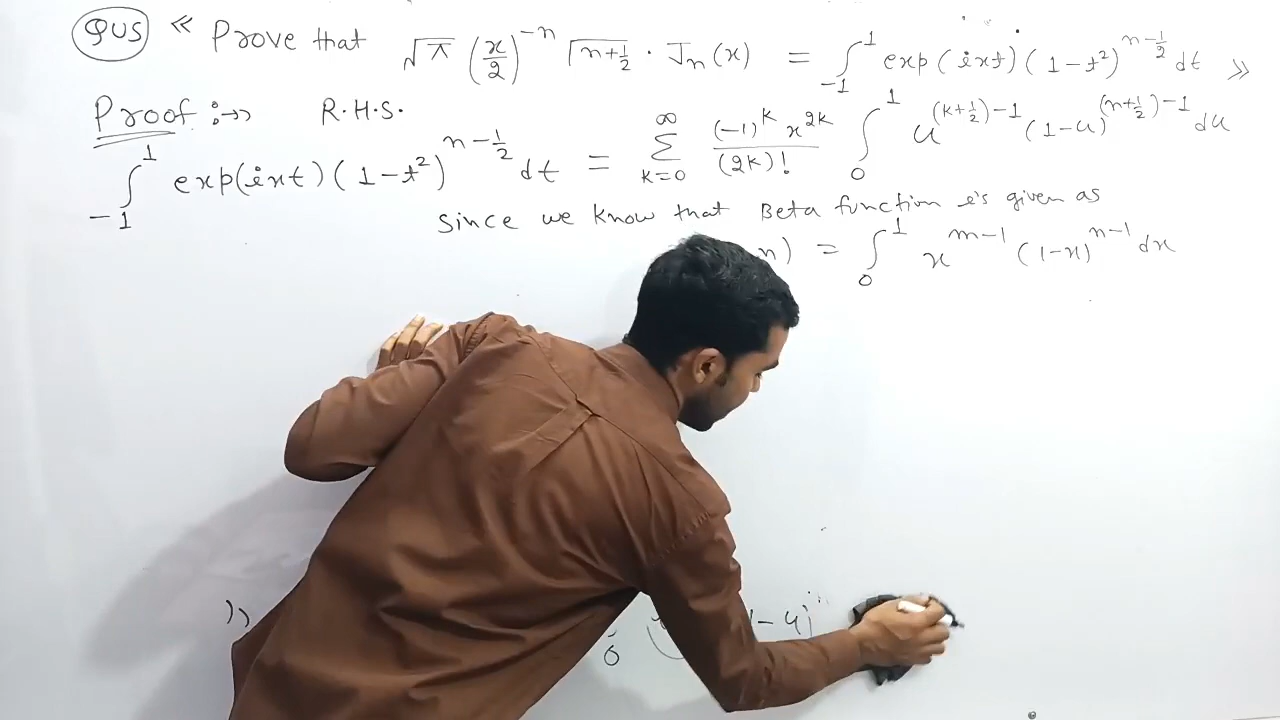 QUS << Prove that √π (x/2)^{-n} Γ(n+1/2) · J_n(x) = ∫_{-1}^{1} exp(ixt)(1-t²)^{n-1/2} dt >>
Proof :→ R.H.S.
∫_{-1}^{1} exp(ixt)(1-t²)^{n-1/2} dt = Σ_{k=0}^{∞} (-1)^k x^{2k} / (2k)! ∫_0^1 u^{(k+1/2)-1} (1-u)^{(n+1/2)-1} du
Since we know that Beta function is given as
n) = ∫_0^1 x^{m-1} (1-x)^{n-1} dx